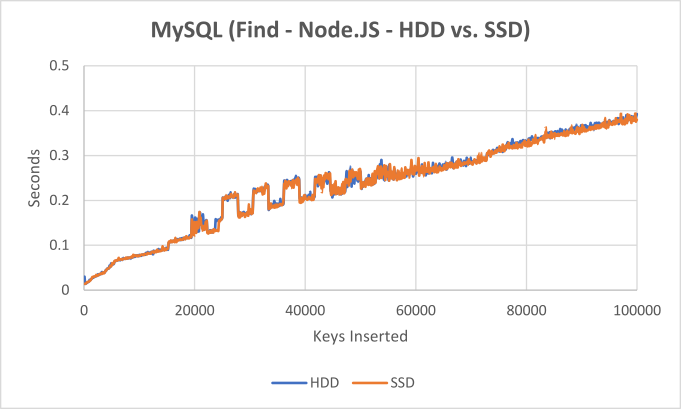 MySQL (Find - Node.JS - HDD vs. SSD)
0.5
0.4
0.3
0.2
0.1
0
Seconds
0 20000 40000 60000 80000 100000
Keys Inserted
HDD SSD